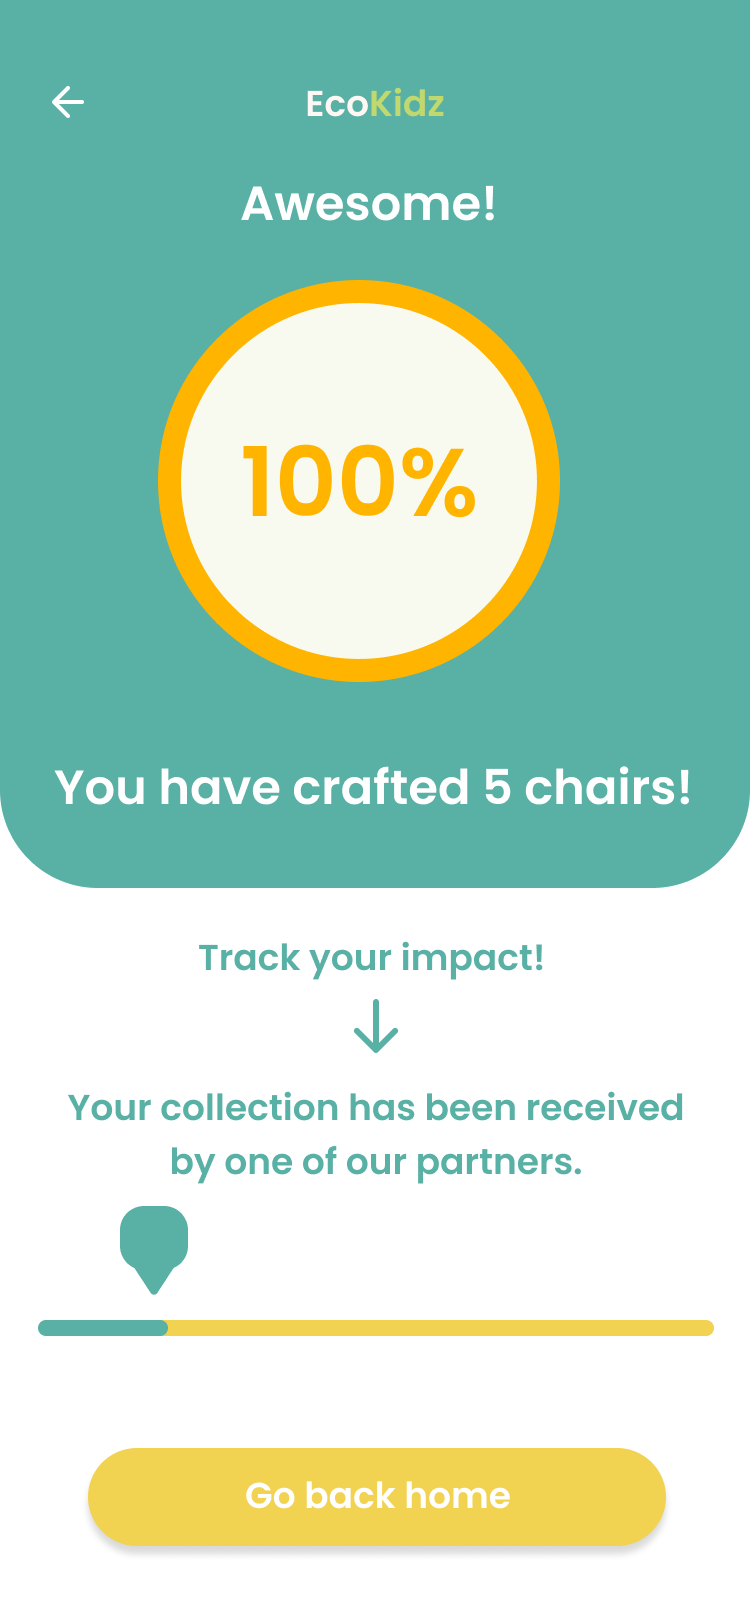 EcoKidz
Awesome!
100%
You have crafted 5 chairs!
Track your impact!
Your collection has been received
by one of our partners.
Go back home